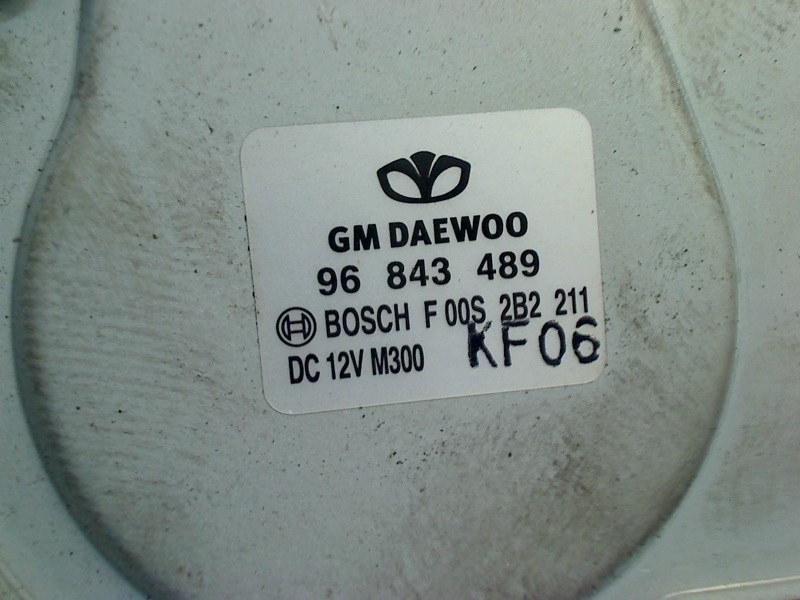 GM DAEWOO
96 843 489
BOSCH F 00S 2B2 211
DC 12V M300 KF06